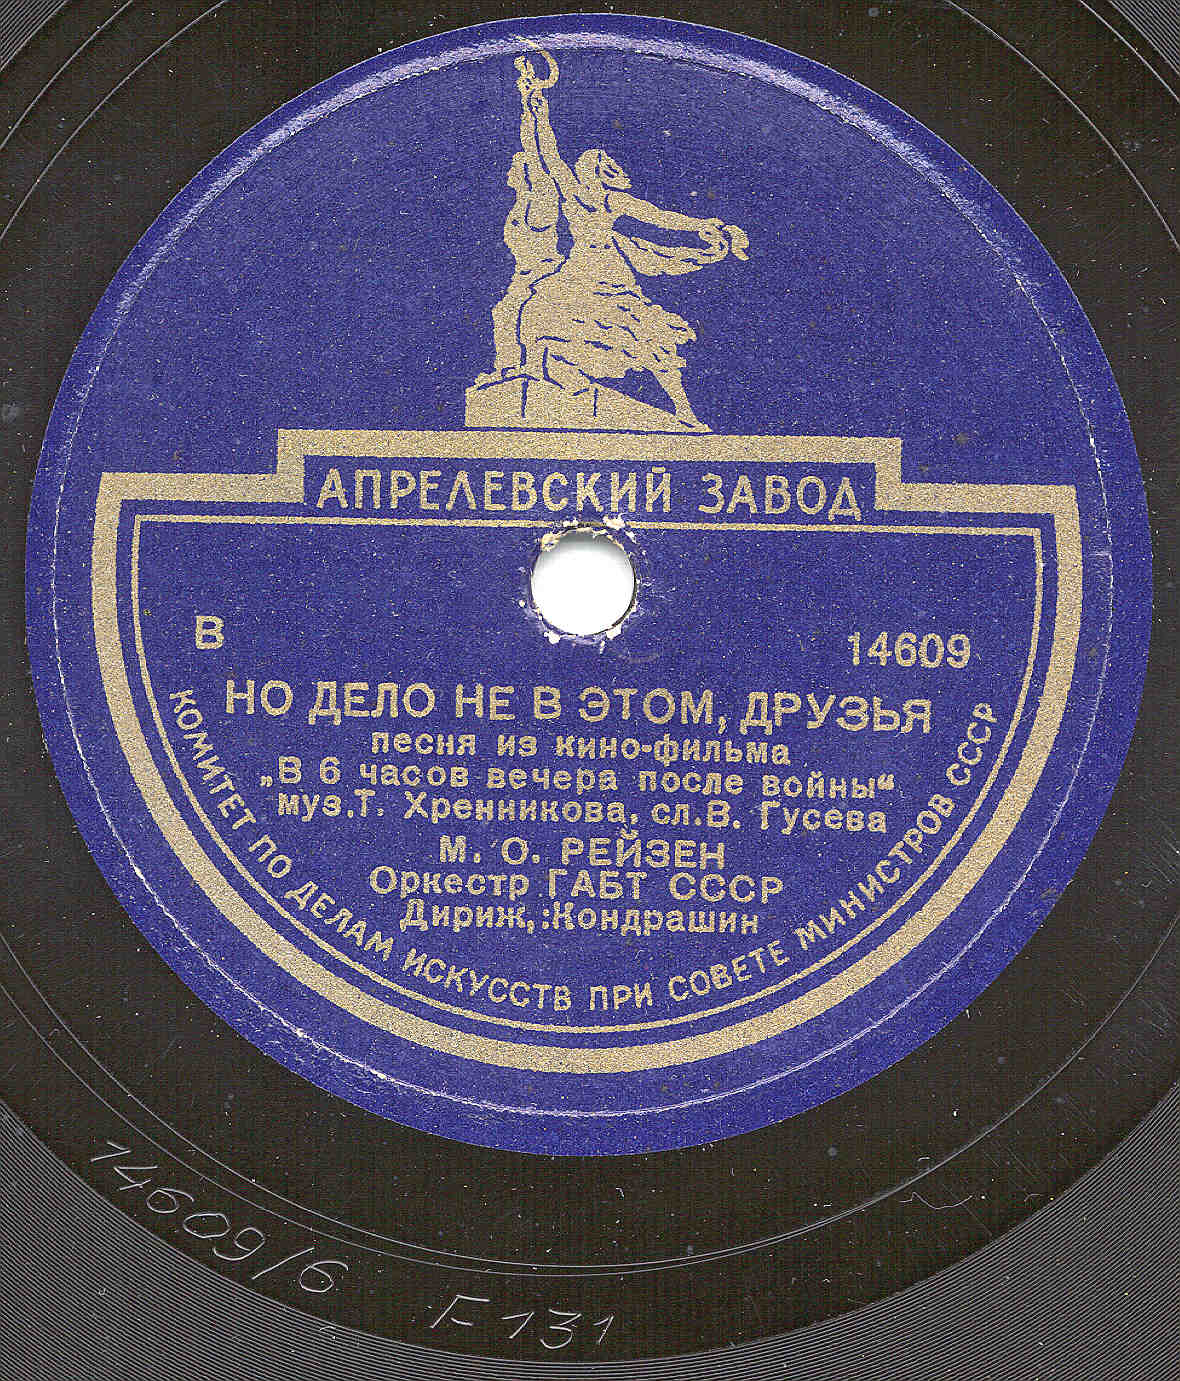 АПРЕЛЕВСКИЙ ЗАВОД
В 14609
НО ДЕЛО НЕ В ЭТОМ, ДРУЗЬЯ
песня из кино-фильма
„В 6 часов вечера после войны“
муз.Т. Хренникова, сл.В. Гусева
М. О. РЕЙЗЕН
Оркестр ГАБТ СССР
Дириж,:Кондрашин
КОМИТЕТ ПО ДЕЛАМ ИСКУССТВ ПРИ СОВЕТЕ МИНИСТРОВ СССР
14609/6
F-131